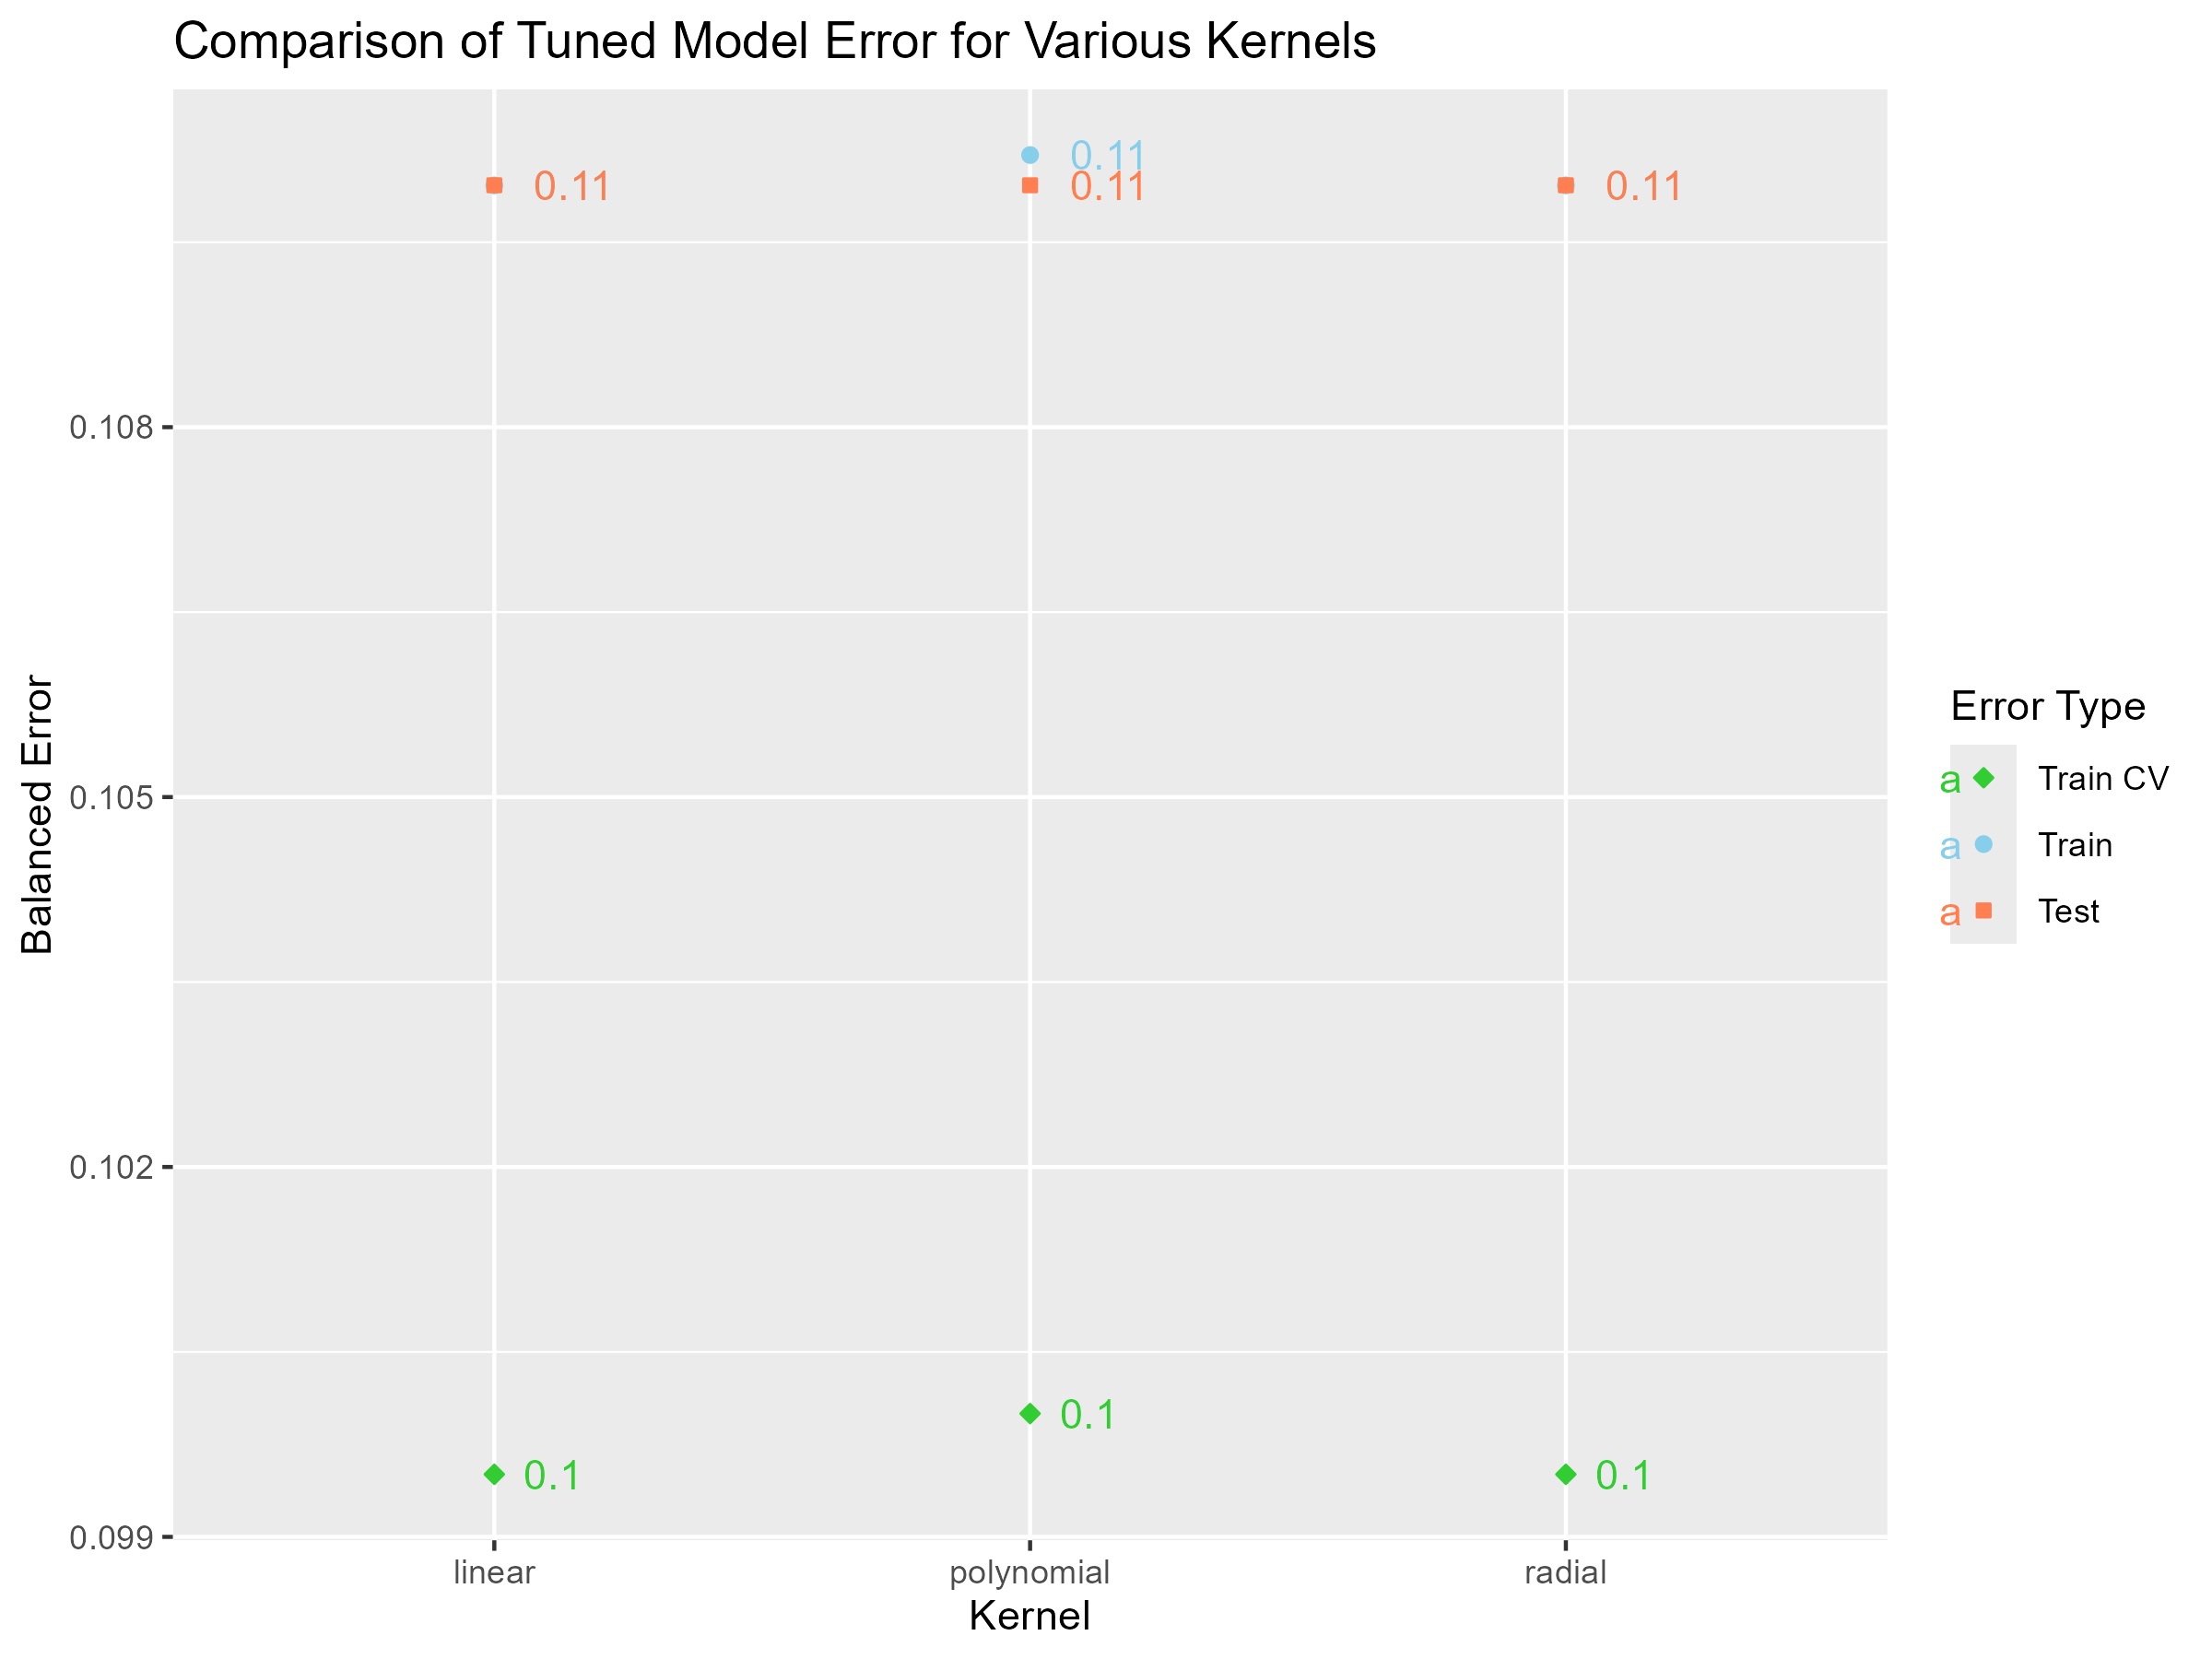 Comparison of Tuned Model Error for Various Kernels
0.11
0.11
0.11
0.11
0.108
0.105
0.102
0.099
Balanced Error
0.1
0.1
0.1
linear
polynomial
radial
Kernel
Error Type
a Train CV
a Train
a Test